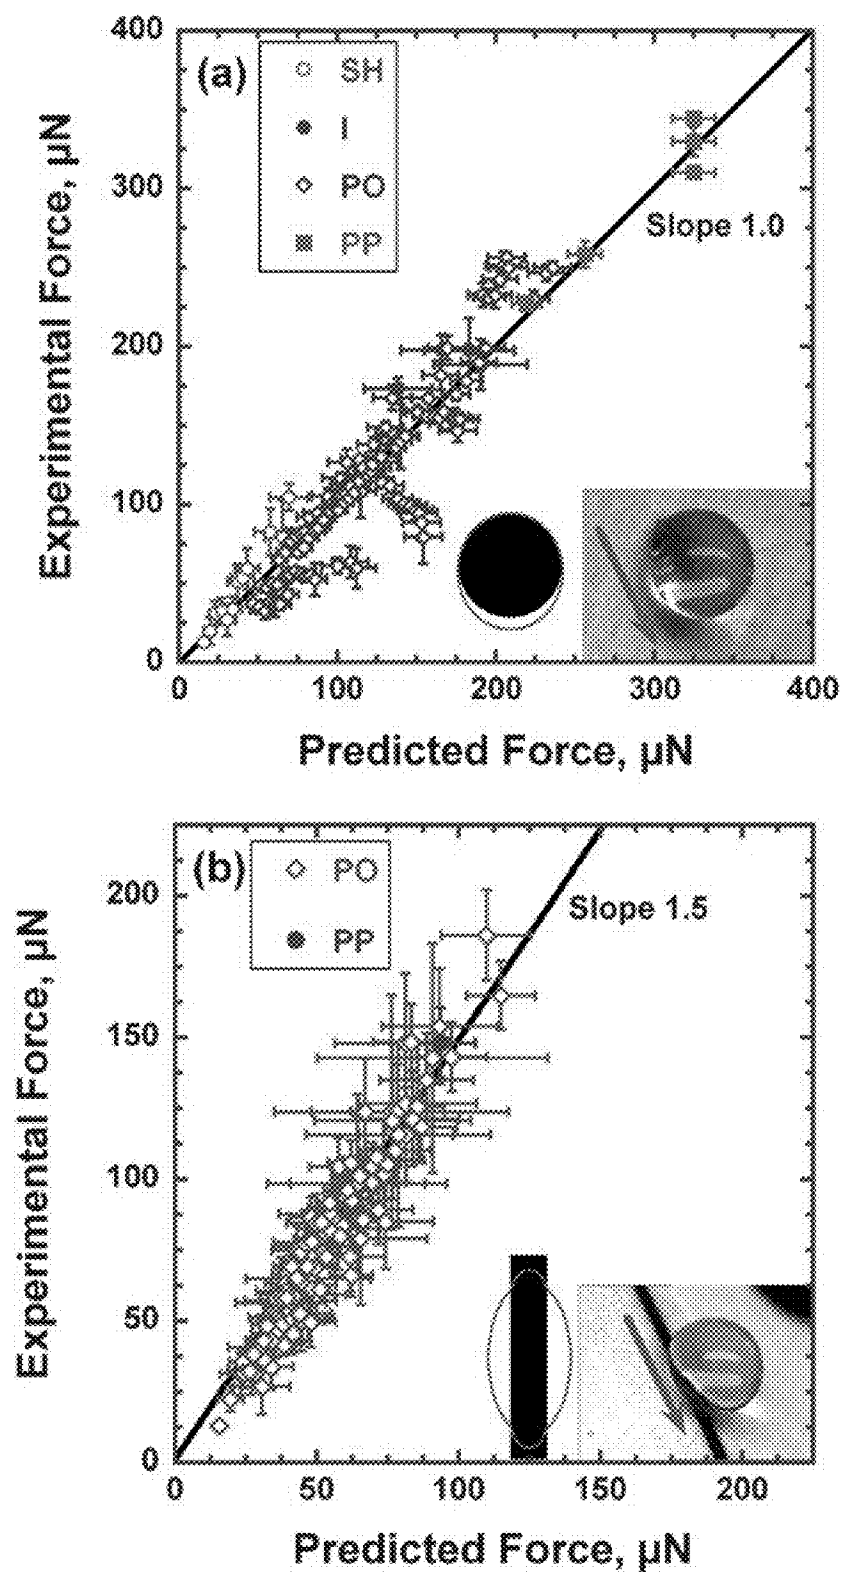 (a)
SH
I
PO
PP
Slope 1.0
Experimental Force, µN
400
300
200
100
0
0 100 200 300 400
Predicted Force, µN
(b)
PO
PP
Slope 1.5
Experimental Force, µN
200
150
100
50
0
0 50 100 150 200
Predicted Force, µN